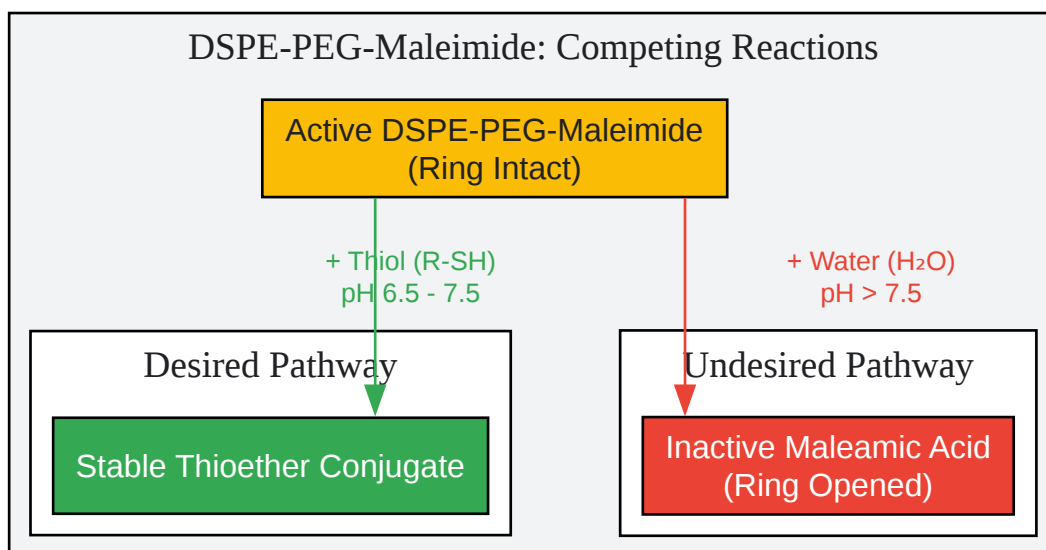 DSPE-PEG-Maleimide: Competing Reactions
Active DSPE-PEG-Maleimide
(Ring Intact)
+ Thiol (R-SH)
pH 6.5 - 7.5
+ Water (H₂O)
pH > 7.5
Desired Pathway
Stable Thioether Conjugate
Undesired Pathway
Inactive Maleamic Acid
(Ring Opened)